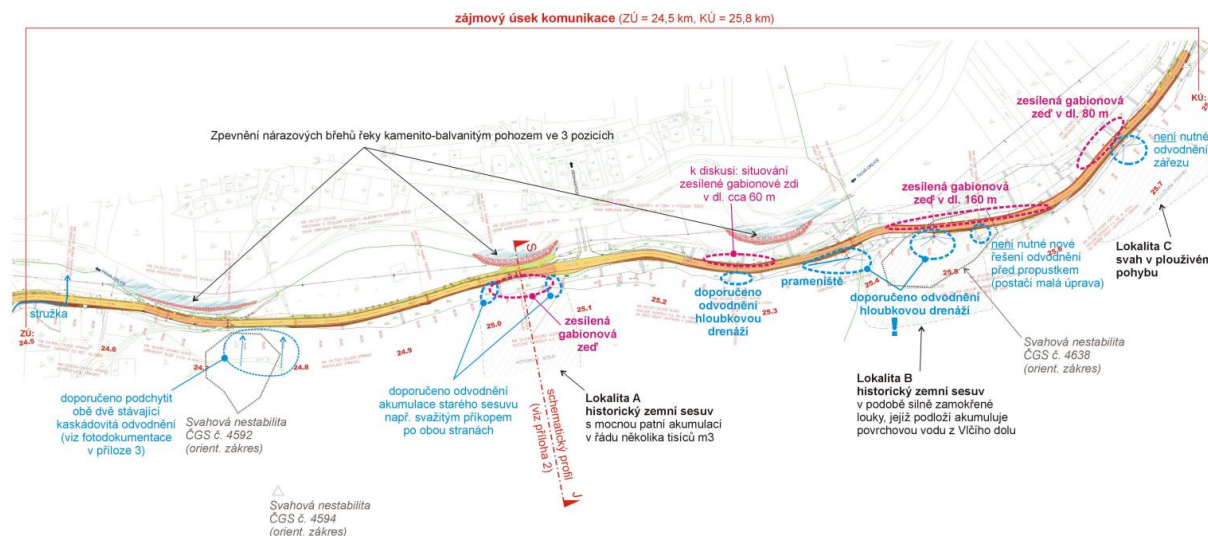 zájmový úsek komunikace (ZÚ = 24,5 km, KÚ = 25,8 km)
KÚ:
zesílená gabionová
zeď v dl. 80 m
Zpevnění nárazových břehů řeky kamenito-balvanitým pohozem ve 3 pozicích
není nutné
odvodnění
zářezu
k diskusi: situování
zesílené gabionové zdi
v dl. cca 60 m
zesílená gabionová
zeď v dl. 160 m
25.7
S
Lokalita C
svah v plouživém
pohybu
není nutné nové
řešení odvodnění
před propustkem
(postačí malá úprava)
25.6
25.5
25.4
25.3
25.2
25.1
25.0
24.9
24.8
24.7
24.6
ZÚ:
24.5
stružka
prameniště
doporučeno
odvodnění
hloubkovou
drenáží
doporučeno odvodnění
hloubkovou drenáží
!
zesílená
gabionová
zeď
Svahová nestabilita
ČGS č. 4638
(orient. zákres)
doporučeno podchytit
obě dvě stávající
kaskádovitá odvodnění
(viz fotodokumentace
v příloze 3)
Svahová nestabilita
ČGS č. 4592
(orient. zákres)
doporučeno odvodnění
akumulace starého sesuvu
např. svažitým příkopem
po obou stranách
schematický profil
(viz příloha 2)
J
Lokalita A
historický zemní sesuv
s mocnou patní akumulací
v řádu několika tisíců m3
Lokalita B
historický zemní sesuv
v podobě silně zamokřené
louky, jejíž podloží akumuluje
povrchovou vodu z Vlčího dolu
Svahová nestabilita
ČGS č. 4594
(orient. zákres)